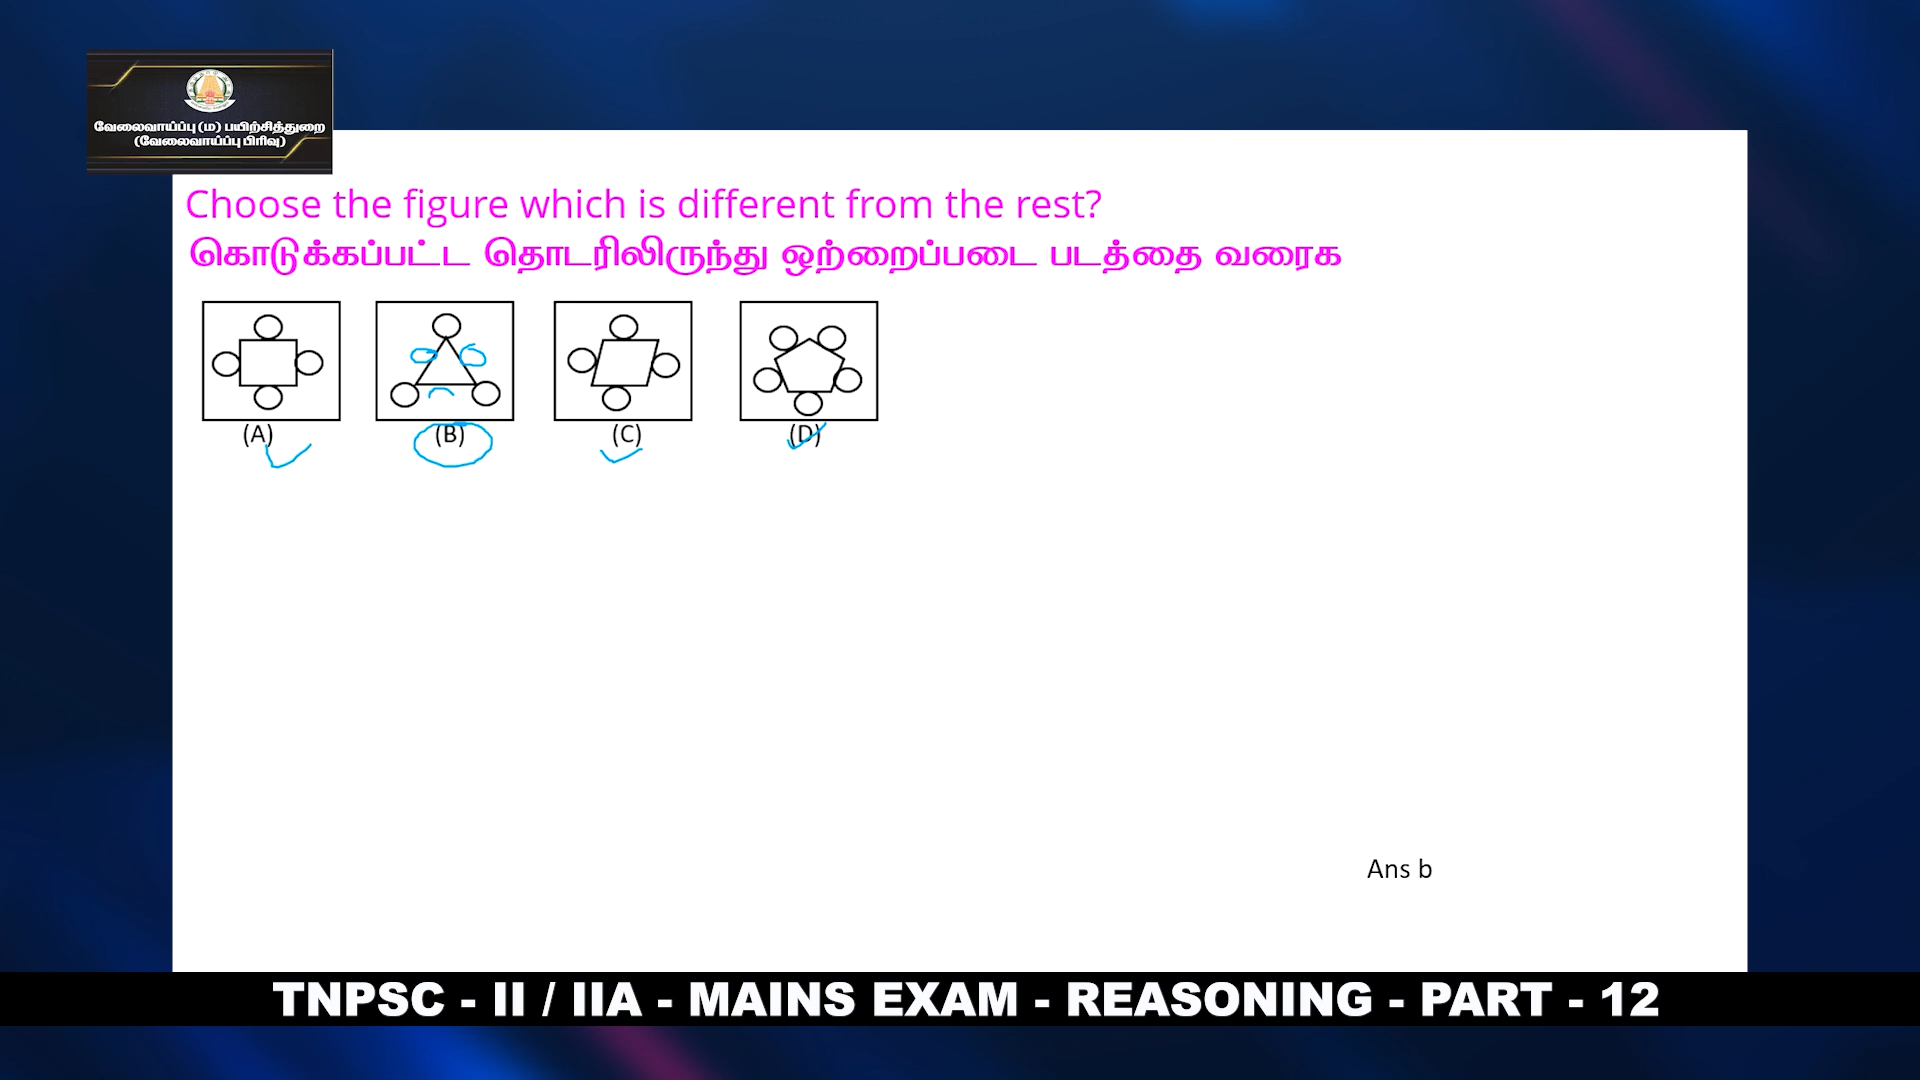 வேலைவாய்ப்பு (ம) பயிற்சித்துறை
(வேலைவாய்ப்பு பிரிவு)
Choose the figure which is different from the rest?
கொடுக்கப்பட்ட தொடரிலிருந்து ஒற்றைப்படை படத்தை வரைக
(A) (B) (C) (D)
Ans b
TNPSC - II / IIA - MAINS EXAM - REASONING - PART - 12